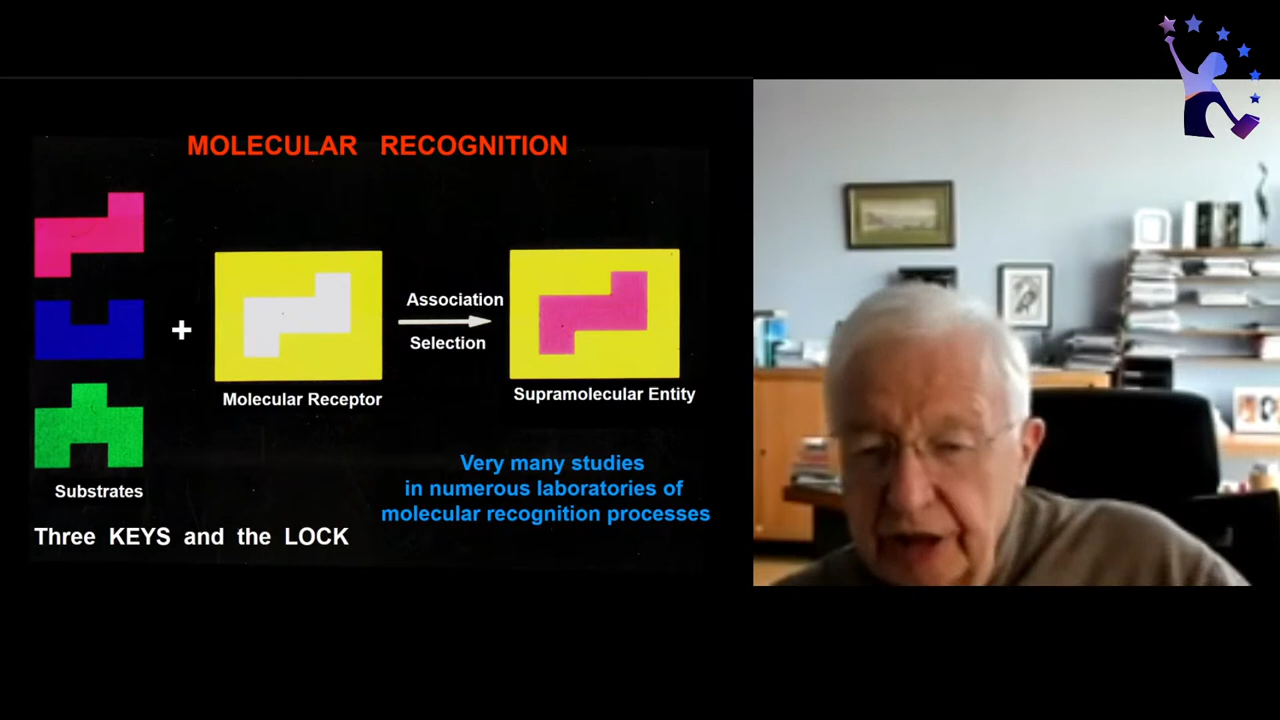 MOLECULAR RECOGNITION
Association
Selection
Molecular Receptor
Supramolecular Entity
Very many studies
in numerous laboratories of
molecular recognition processes
Substrates
Three KEYS and the LOCK